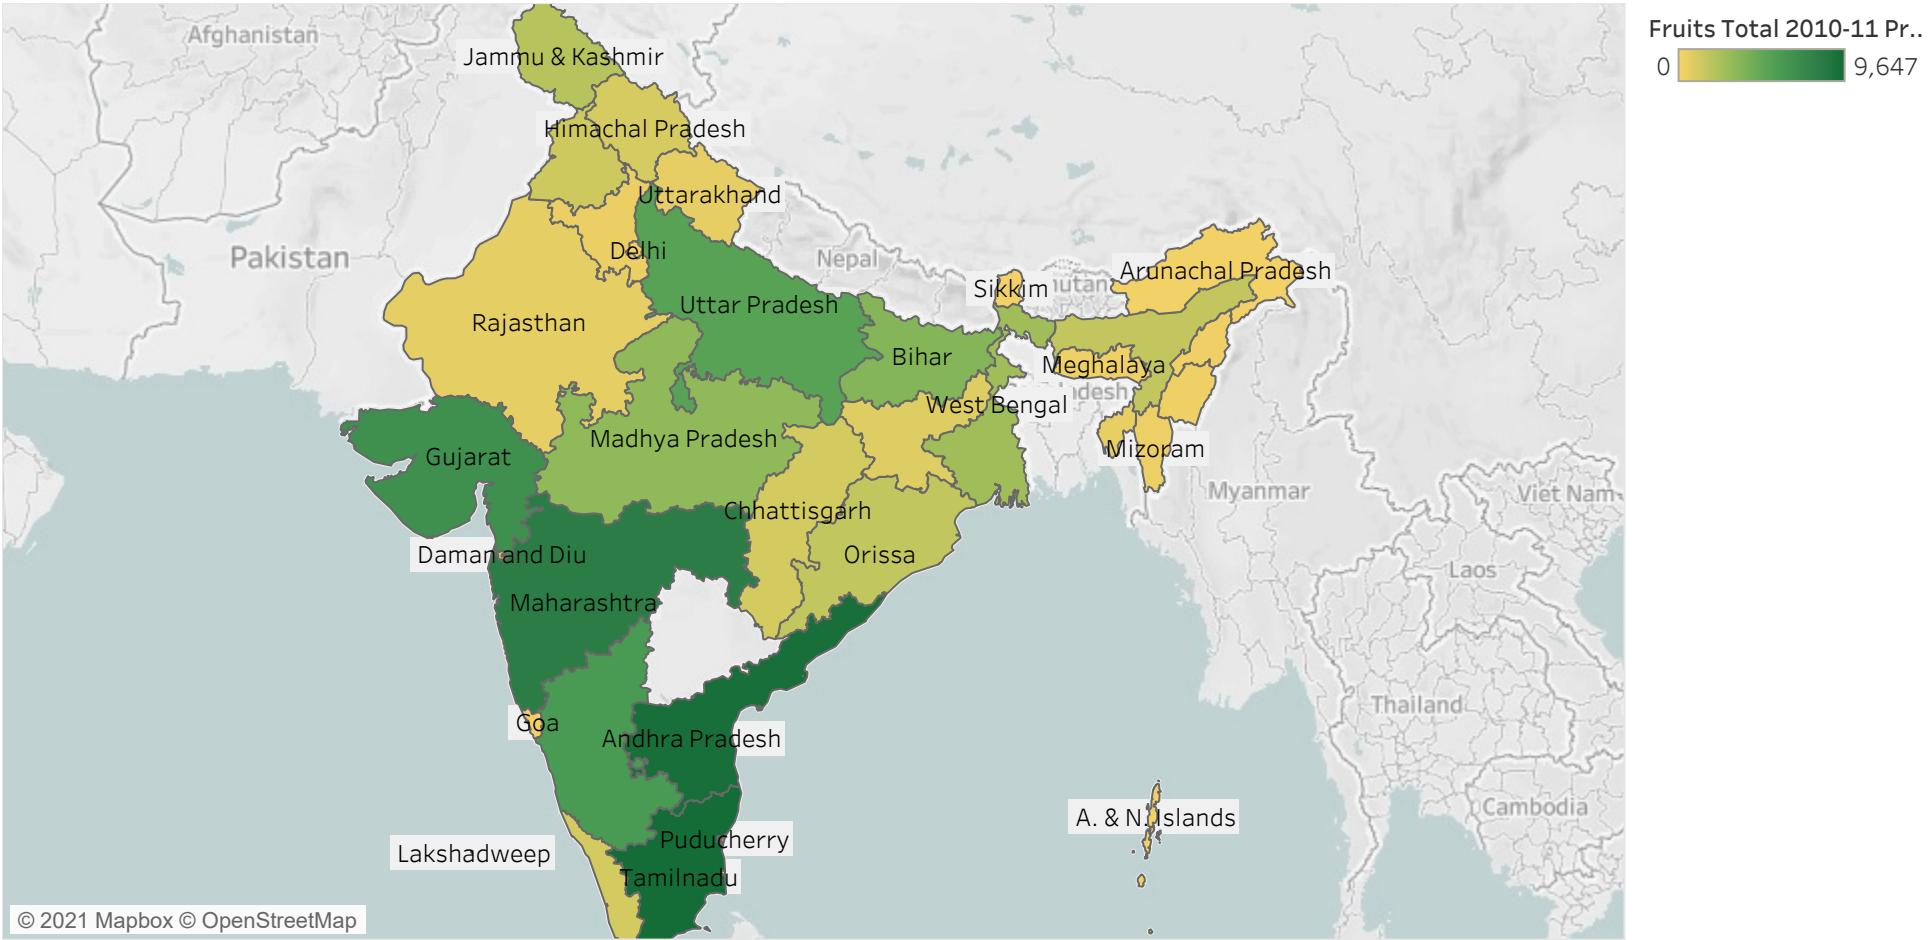 Fruits Total 2010-11 Pr..
0
9,647
Afghanistan
Jammu & Kashmir
Himachal Pradesh
Uttarakhand
Delhi
Pakistan
Nepal
Sikkim
hutan
Arunachal Pradesh
Uttar Pradesh
Rajasthan
Bihar
Meghalaya
desh
West Bengal
Madhya Pradesh
Gujarat
Mizoram
Myanmar
Viet Nam
Chhattisgarh
Orissa
Daman and Diu
Laos
Maharashtra
Thailand
Goa
Andhra Pradesh
A. & N. Islands
Cambodia
Puducherry
Lakshadweep
Tamilnadu
© 2021 Mapbox © OpenStreetMap